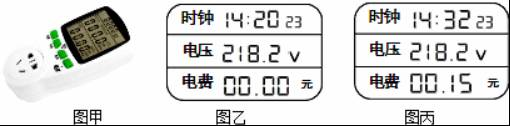 时钟 14:20 23
电压 218.2 v
电费 00.00 元
时钟 14:32 23
电压 218.2 v
电费 00.15 元
图甲 图乙 图丙